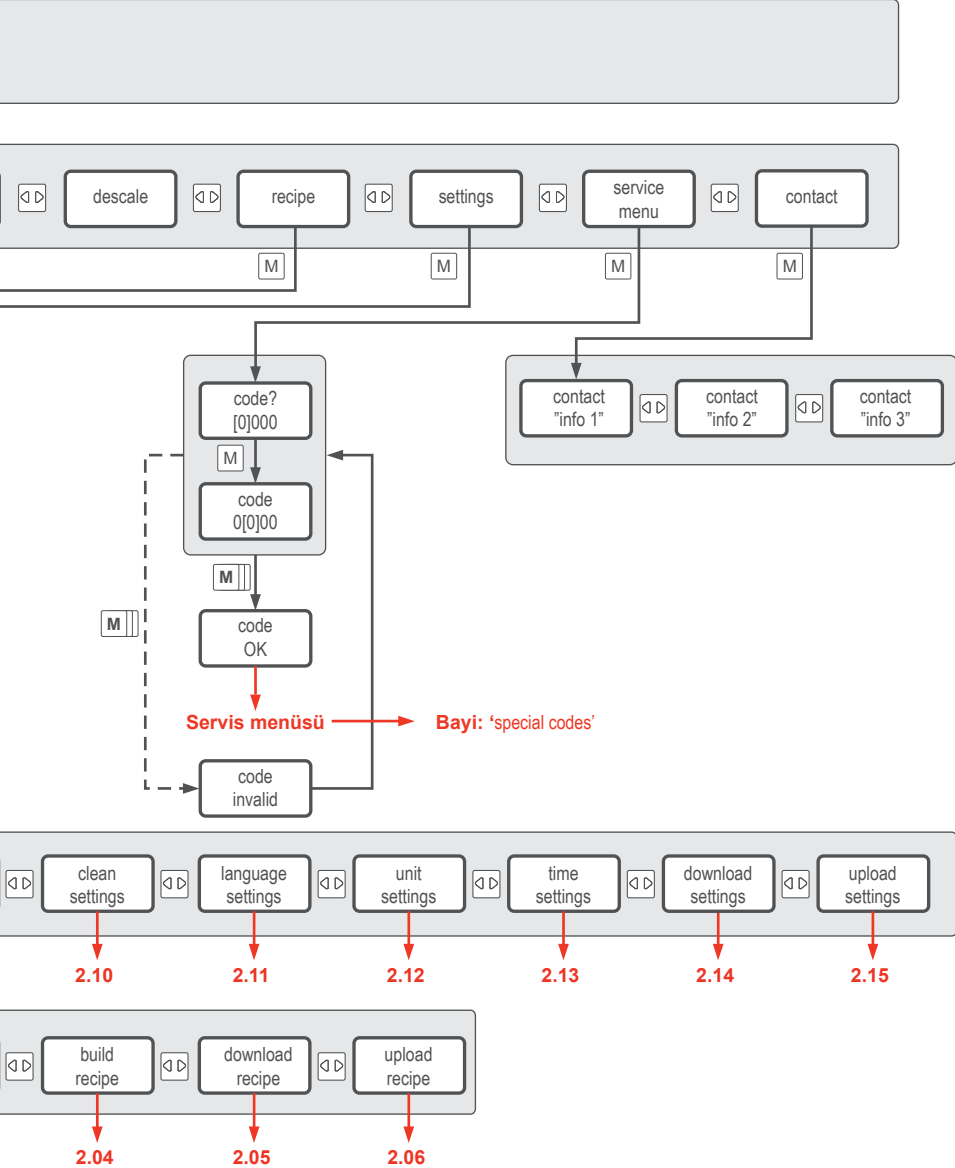 descale
recipe
settings
service
menu
contact
M
M
M
M
code?
[0]000
M
code
0[0]00
contact
"info 1"
contact
"info 2"
contact
"info 3"
M
M
code
OK
Servis menüsü
Bayi: ‘special codes’
code
invalid
clean
settings
language
settings
unit
settings
time
settings
download
settings
upload
settings
2.10
2.11
2.12
2.13
2.14
2.15
build
recipe
download
recipe
upload
recipe
2.04
2.05
2.06